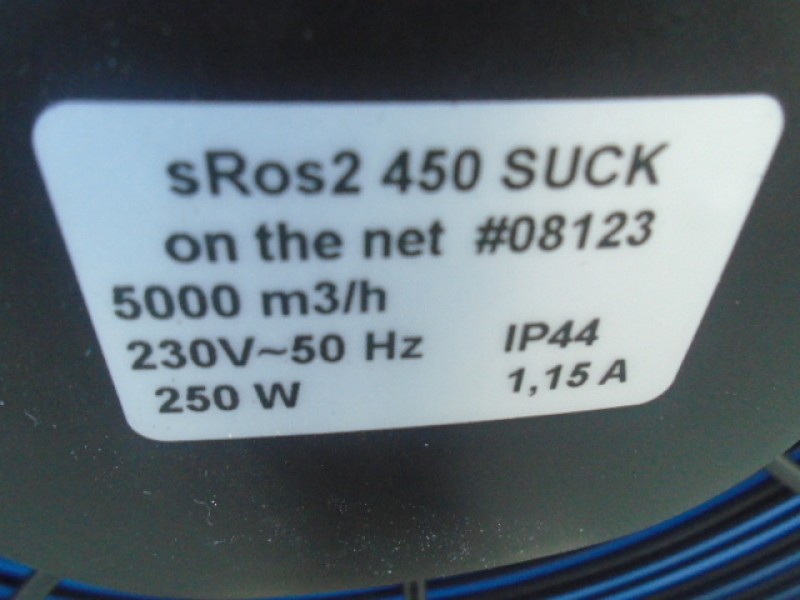 sRos2 450 SUCK
on the net #08123
5000 m3/h
230V~50 Hz IP44
250 W 1,15 A